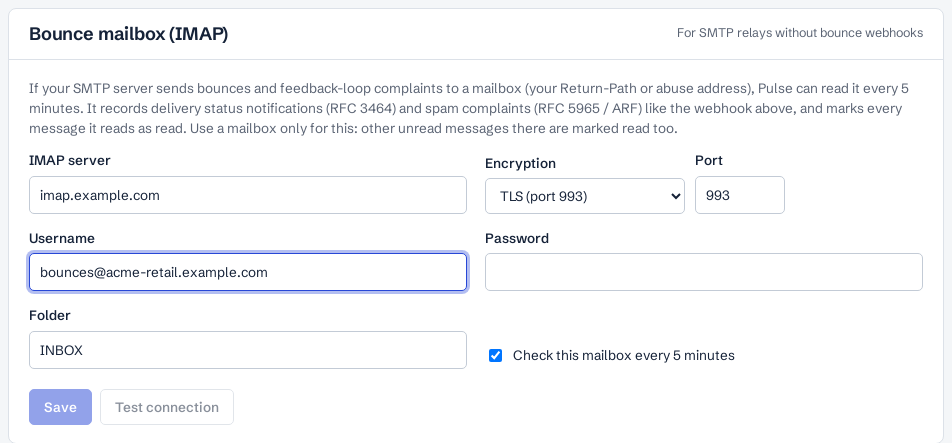 Bounce mailbox (IMAP)
For SMTP relays without bounce webhooks
If your SMTP server sends bounces and feedback-loop complaints to a mailbox (your Return-Path or abuse address), Pulse can read it every 5
minutes. It records delivery status notifications (RFC 3464) and spam complaints (RFC 5965 / ARF) like the webhook above, and marks every
message it reads as read. Use a mailbox only for this: other unread messages there are marked read too.
IMAP server
Encryption
Port
imap.example.com
TLS (port 993)
993
Username
Password
bounces@acme-retail.example.com
Folder
INBOX
Check this mailbox every 5 minutes
Save
Test connection